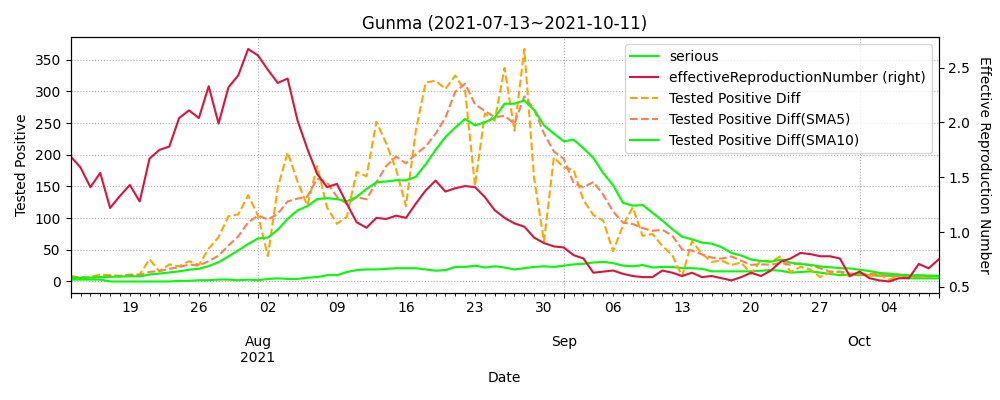 Gunma (2021-07-13~2021-10-11)
serious
effectiveReproductionNumber (right)
Tested Positive Diff
Tested Positive Diff(SMA5)
Tested Positive Diff(SMA10)
Tested Positive
350
300
250
200
150
100
50
0
2.5
2.0
1.5
1.0
0.5
Effective Reproduction Number
19 26 02 09 16 23 30 06 13 20 27 04
Aug Sep Oct
2021
Date